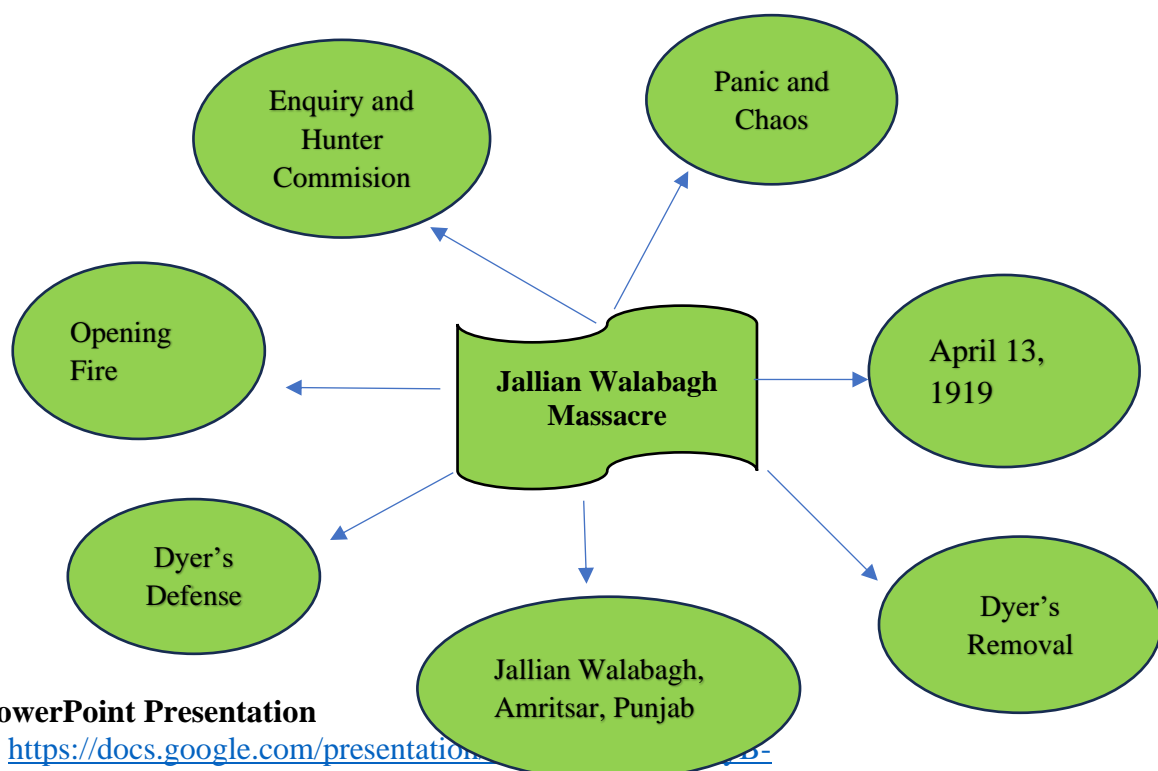 Enquiry and
Hunter
Commision
Panic and
Chaos
Opening
Fire
Jallian Walabagh
Massacre
April 13,
1919
Dyer's
Defense
Jallian Walabagh,
Amritsar, Punjab
Dyer's
Removal
owerPoint Presentation
https://docs.google.com/presentation